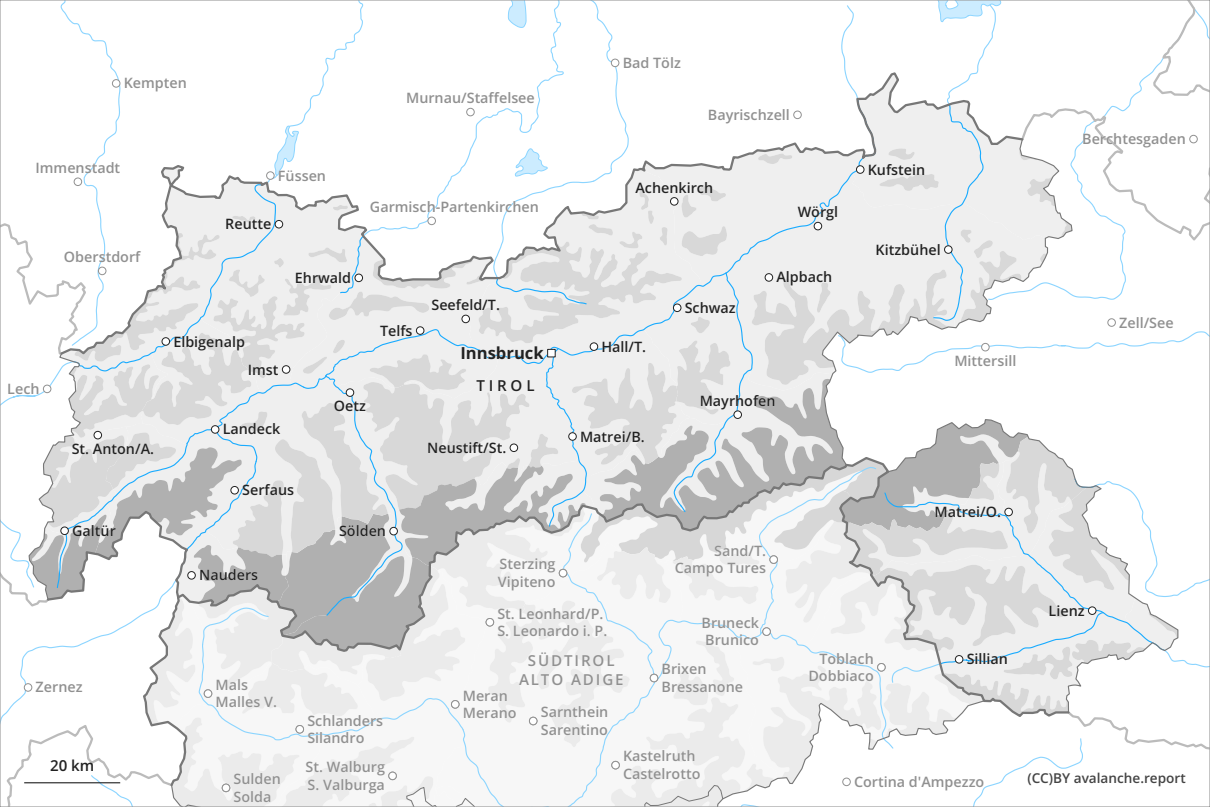 Kempten
Bad Tölz
Murnau/Staffelsee
Bayrischzell
Berchtesgaden
Immenstadt
Füssen
Kufstein
Achenkirch
Garmisch-Partenkirchen
Wörgl
Reutte
Kitzbühel
Oberstdorf
Ehrwald
Alpbach
Seefeld/T.
Schwaz
Telfs
Zell/See
Elbigenalp
Innsbruck
Hall/T.
Mittersill
Imst
TIROL
Lech
Oetz
Mayrhofen
Landeck
Matrei/B.
St. Anton/A.
Neustift/St.
Serfaus
Matrei/O.
Galtür
Sölden
Sand/T.
Campo Tures
Sterzing
Vipiteno
Nauders
Lienz
St. Leonhard/P.
S. Leonardo i. P.
Bruneck
Brunico
SÜDTIROL
ALTO ADIGE
Toblach
Dobbiaco
Sillian
Brixen
Bressanone
Zernez
Mals
Malles V.
Meran
Merano
Sarnthein
Sarentino
Schlanders
Silandro
Kastelruth
Castelrotto
St. Walburg
S. Valburga
20 km
Sulden
Solda
Cortina d'Ampezzo
(CC)BY avalanche.report